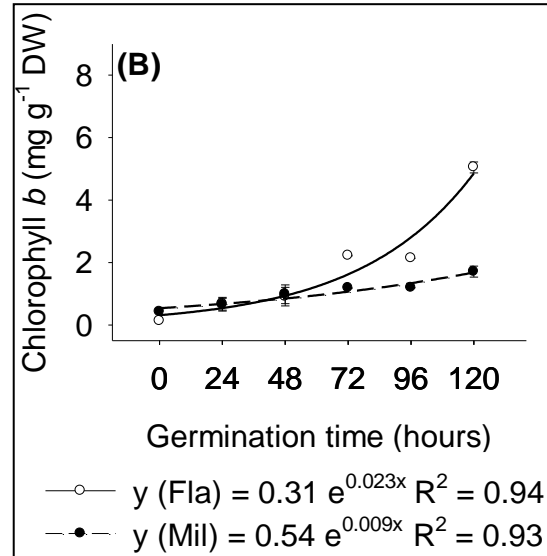 (B)
8
6
4
2
0
Chlorophyll b (mg g-1 DW)
0 24 48 72 96 120
Germination time (hours)
y (Fla) = 0.31 e0.023x R2 = 0.94
y (Mil) = 0.54 e0.009x R2 = 0.93